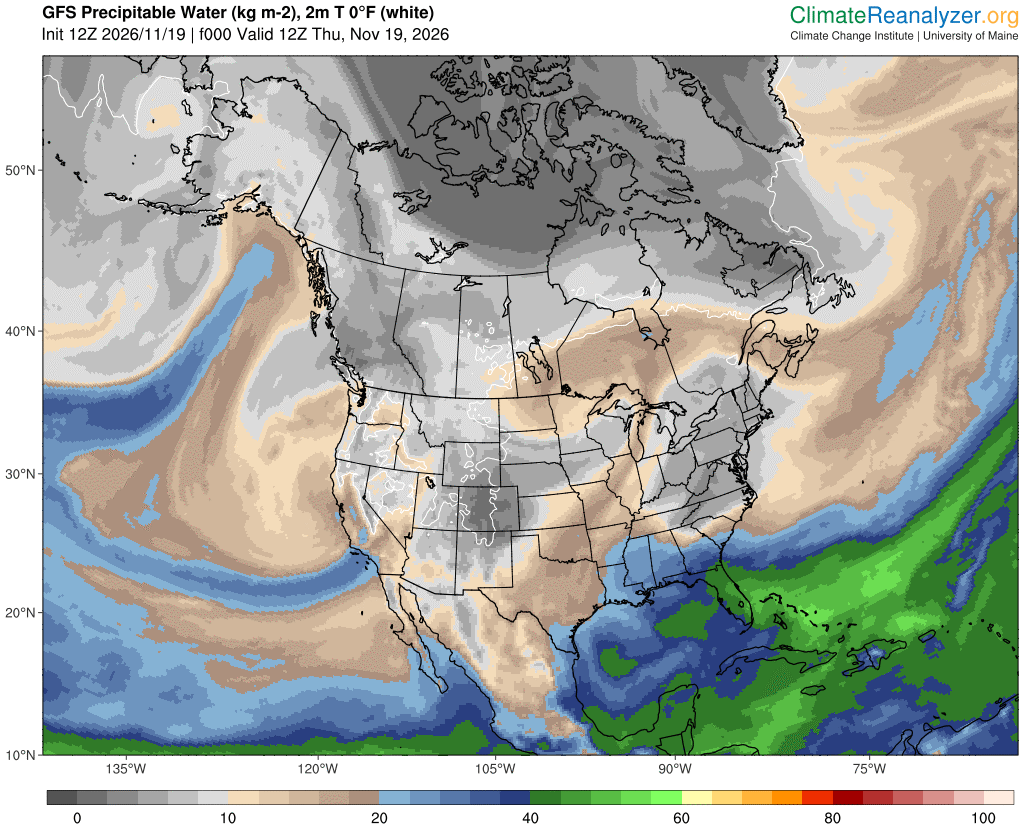 GFS Precipitable Water (kg m-2), 2m T 0°F (white)
Init 12Z 2026/11/19 | f000 Valid 12Z Thu, Nov 19, 2026
ClimateReanalyzer.org
Climate Change Institute | University of Maine
50°N
40°N
30°N
20°N
10°N
135°W 120°W 105°W 90°W 75°W
0 10 20 40 60 80 100